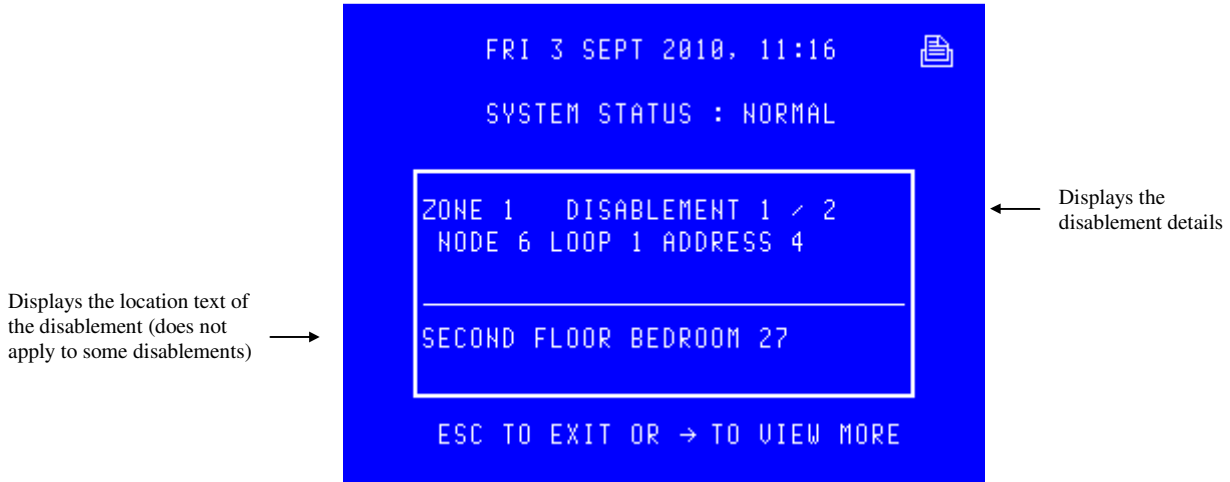 FRI 3 SEPT 2010, 11:16
SYSTEM STATUS : NORMAL
ZONE 1 DISABLEMENT 1 / 2
NODE 6 LOOP 1 ADDRESS 4
SECOND FLOOR BEDROOM 27
ESC TO EXIT OR → TO VIEW MORE
Displays the
disablement details
Displays the location text of
the disablement (does not
apply to some disablements)